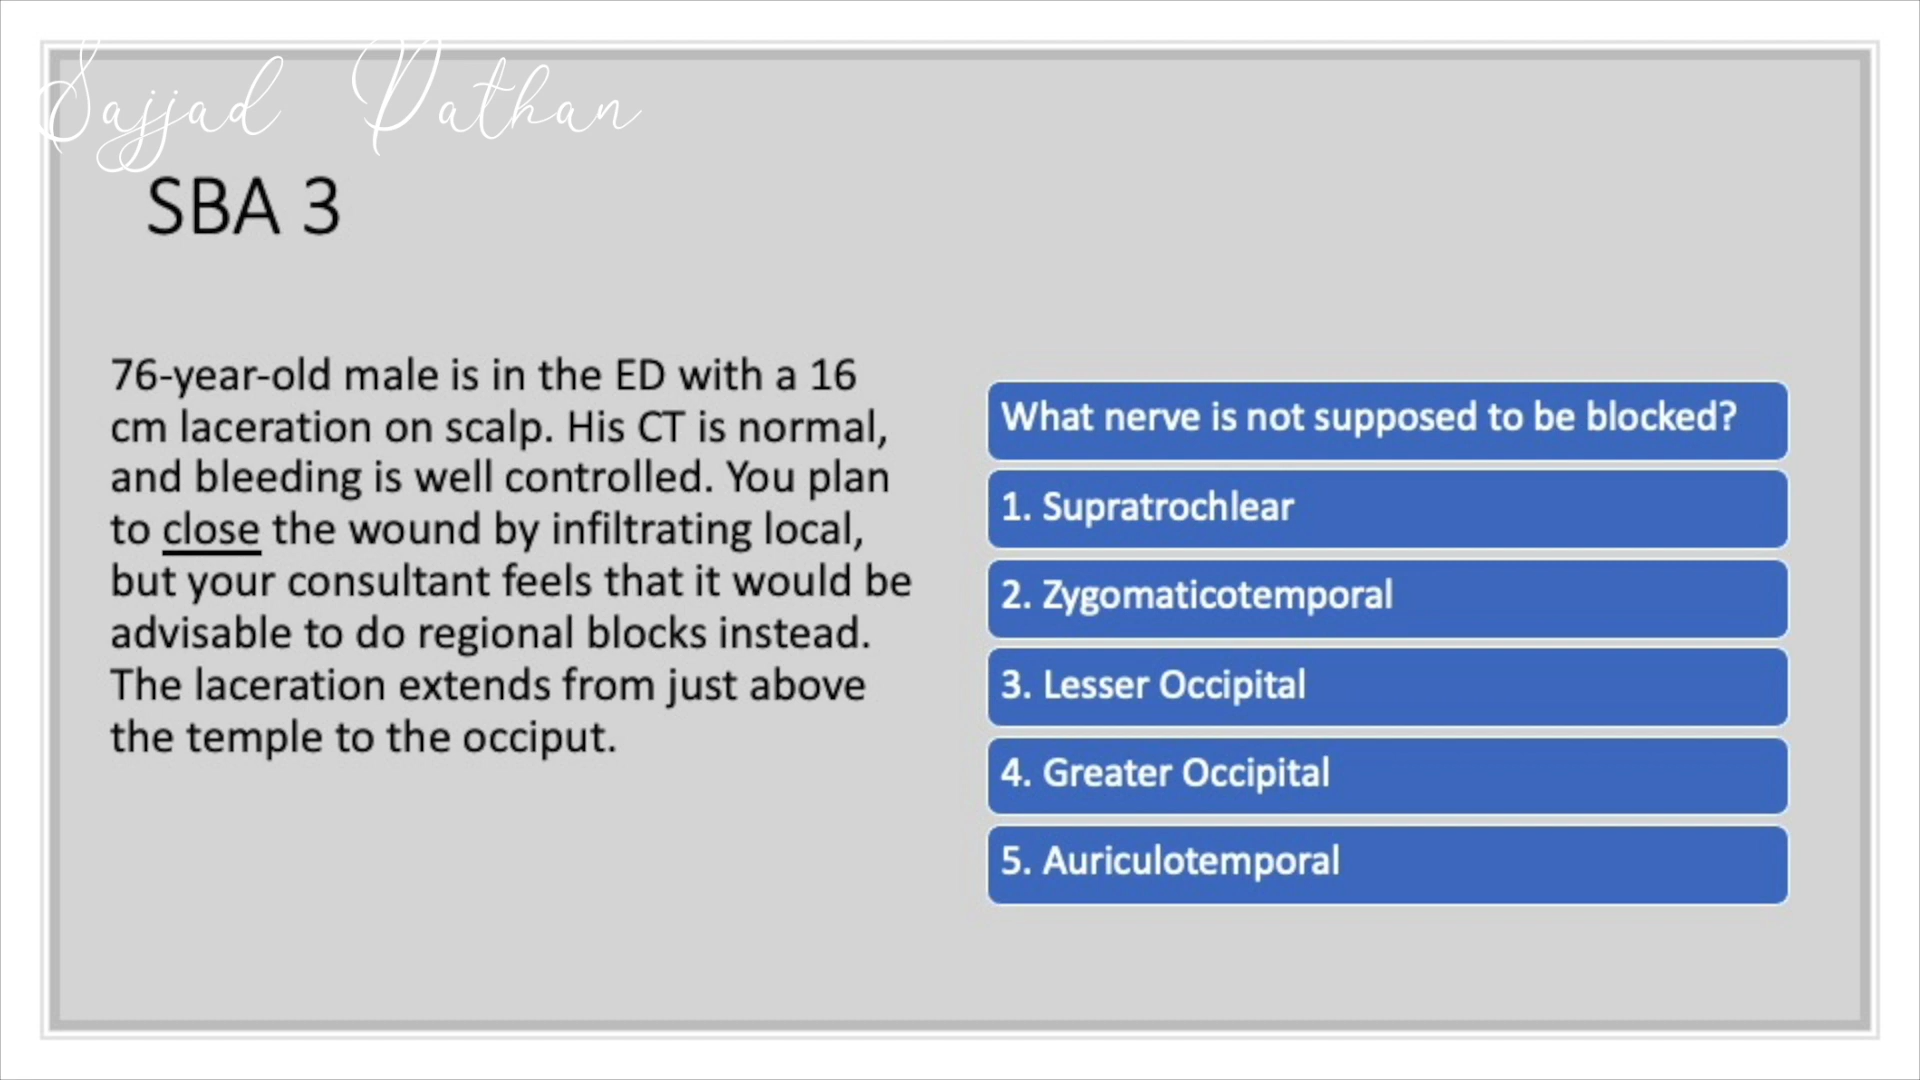 Sajjad Pathan
SBA 3
76-year-old male is in the ED with a 16
cm laceration on scalp. His CT is normal,
and bleeding is well controlled. You plan
to close the wound by infiltrating local,
but your consultant feels that it would be
advisable to do regional blocks instead.
The laceration extends from just above
the temple to the occiput.
What nerve is not supposed to be blocked?
1. Supratrochlear
2. Zygomaticotemporal
3. Lesser Occipital
4. Greater Occipital
5. Auriculotemporal